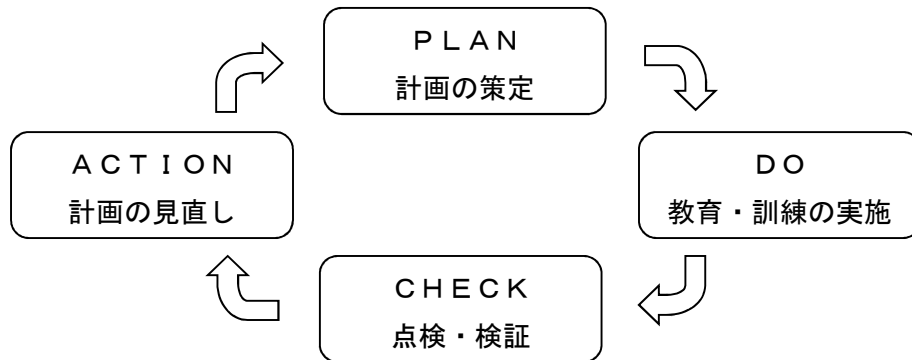 ＰＬＡＮ
計画の策定
ＡＣＴＩＯＮ
計画の見直し
ＤＯ
教育・訓練の実施
ＣＨＥＣＫ
点検・検証